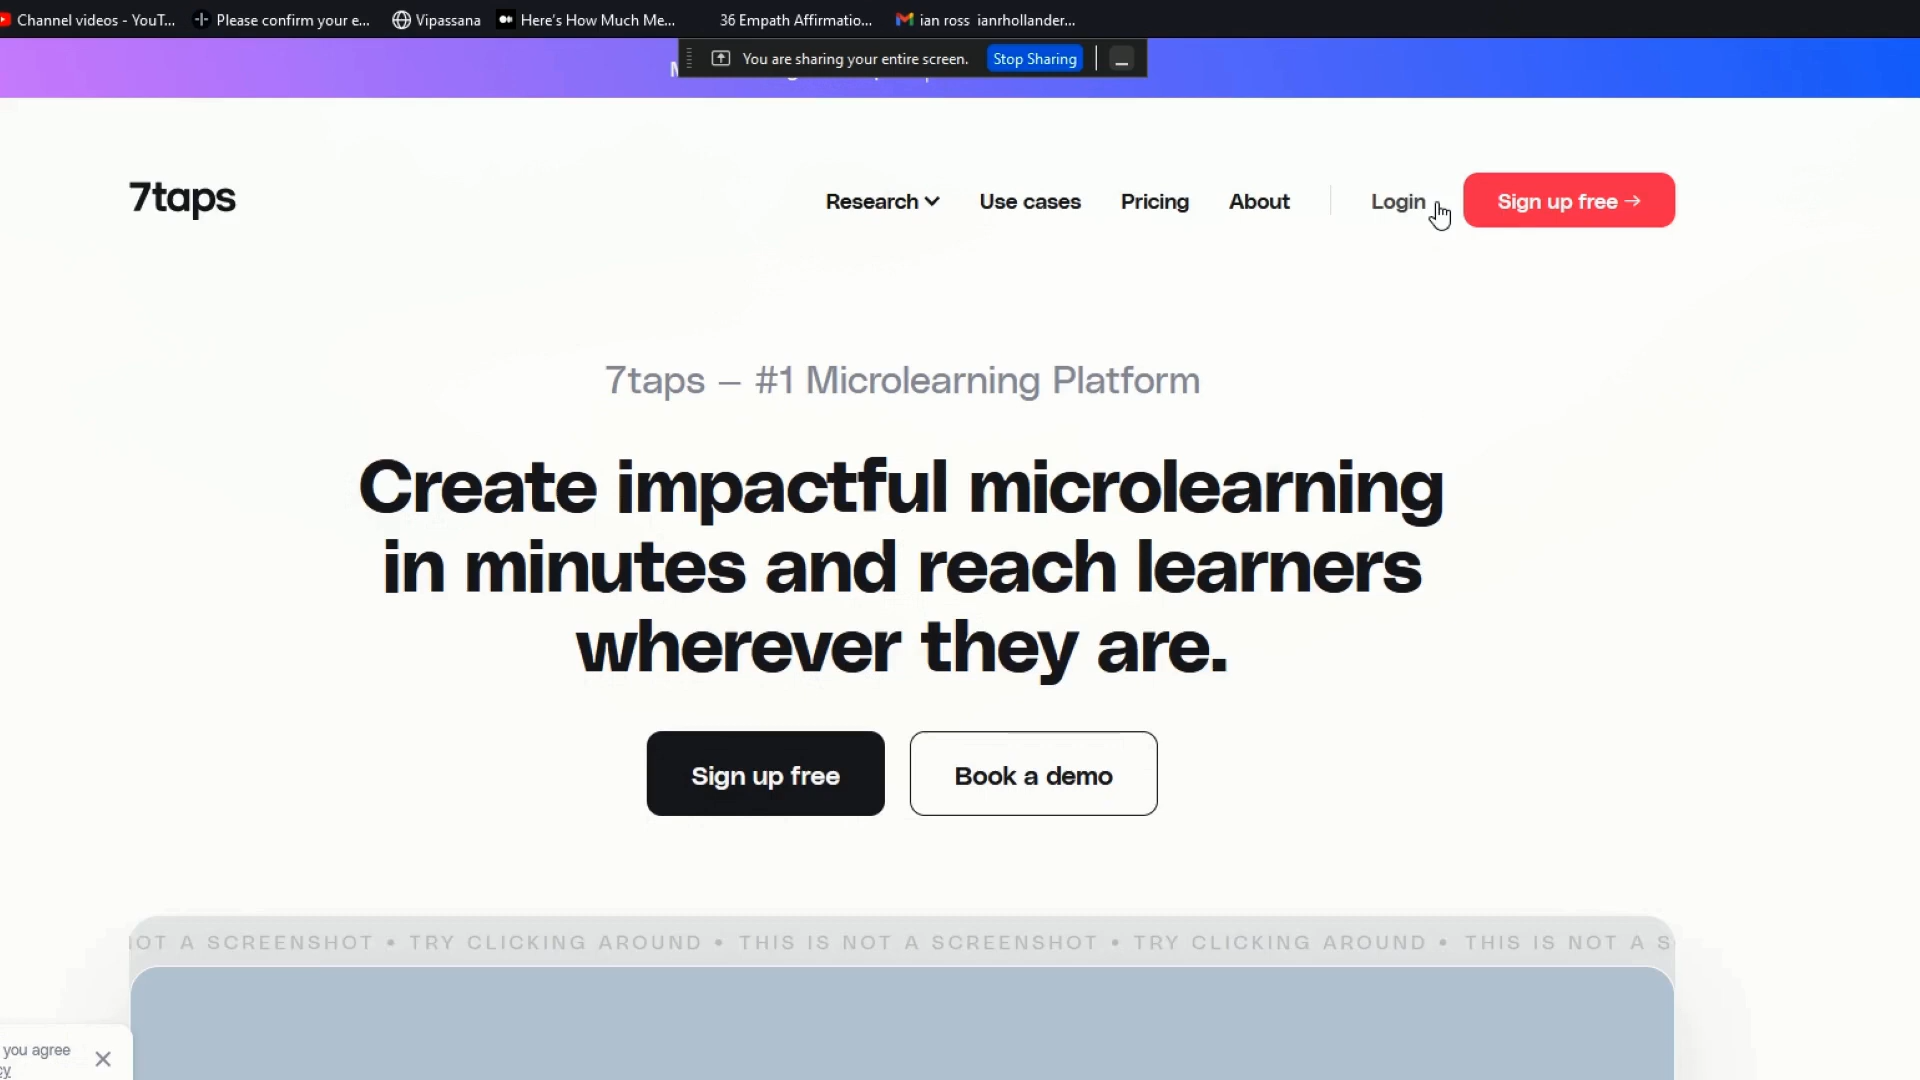 Channel videos - YouT... Please confirm your e... Vipassana Here's How Much Me... 36 Empath Affirmatio... ian ross ianrhollander...
You are sharing your entire screen. Stop Sharing
7taps Research Use cases Pricing About Login Sign up free →
7taps – #1 Microlearning Platform
Create impactful microlearning
in minutes and reach learners
wherever they are.
Sign up free Book a demo
OT A SCREENSHOT • TRY CLICKING AROUND • THIS IS NOT A SCREENSHOT • TRY CLICKING AROUND • THIS IS NOT A S
you agree
cy